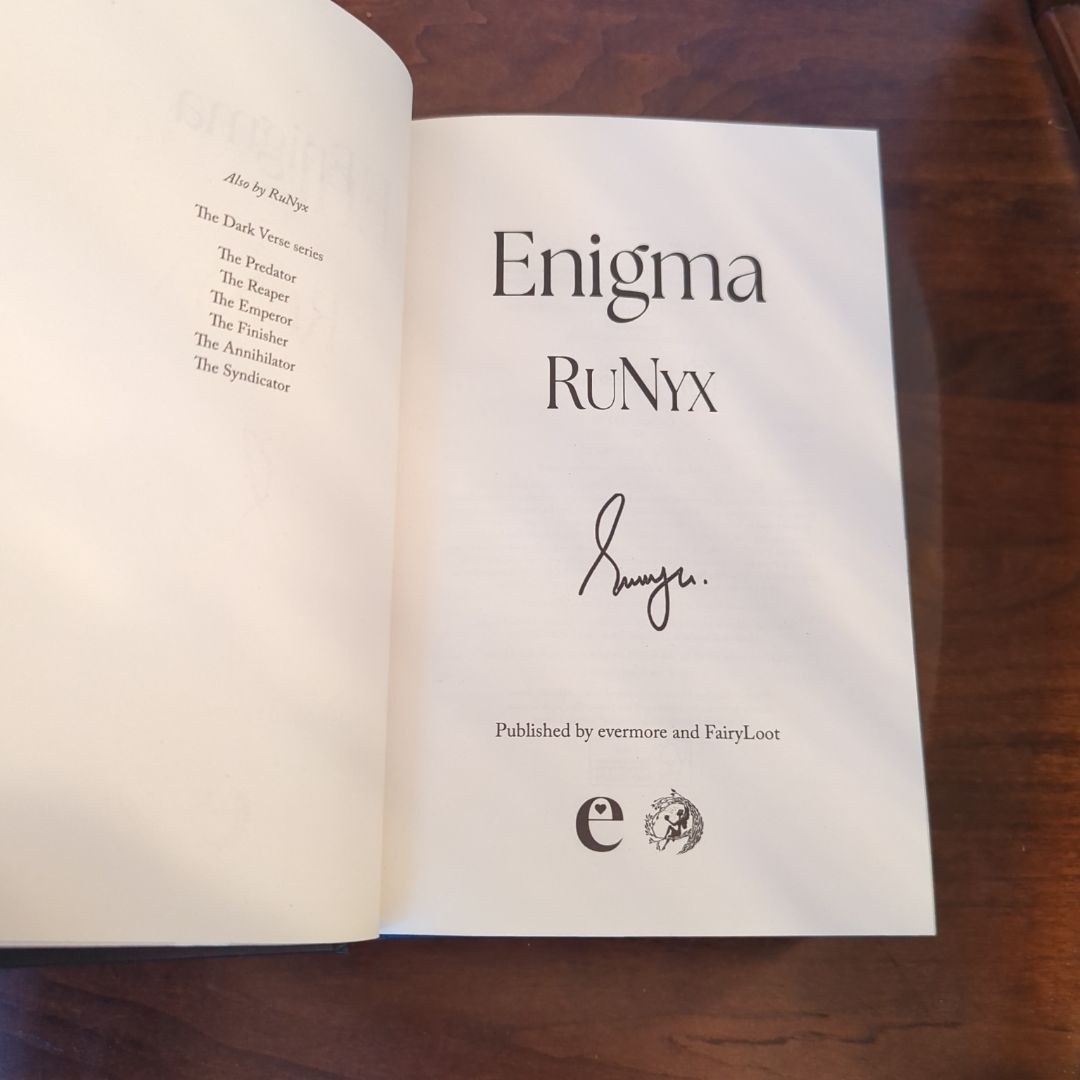 Also by RuNyx
The Dark Verse series
The Predator
The Reaper
The Emperor
The Finisher
The Annihilator
The Syndicator
Enigma
RuNyx
Published by evermore and FairyLoot
e